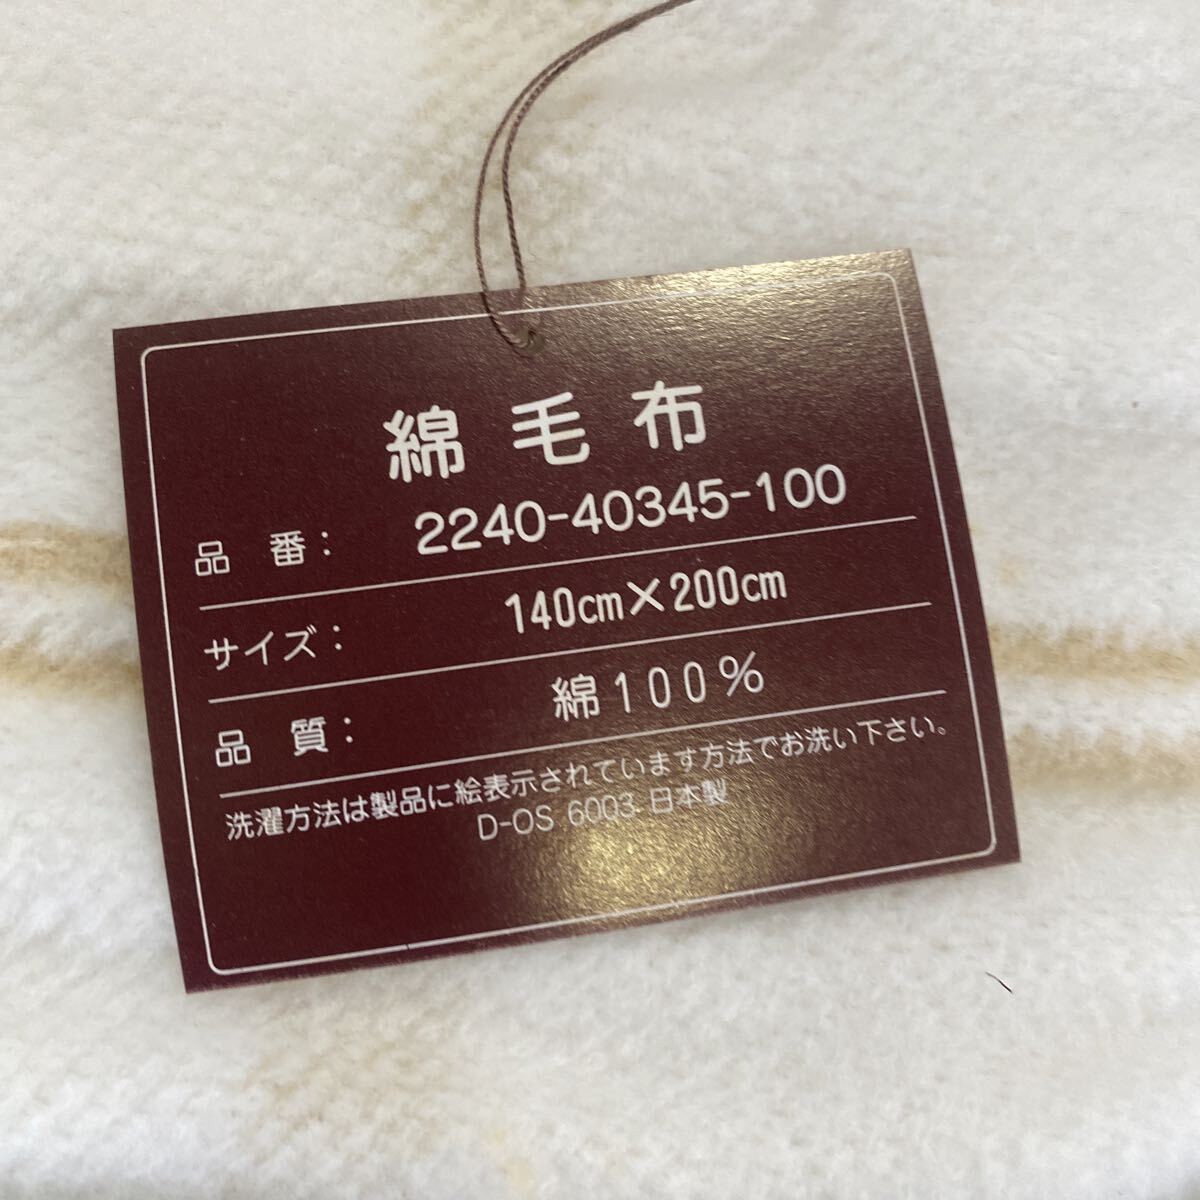 綿毛布
品番： 2240-40345-100
サイズ： 140cm×200cm
品質： 綿100%
洗濯方法は製品に絵表示されています方法でお洗い下さい。
D-OS 6003 日本製